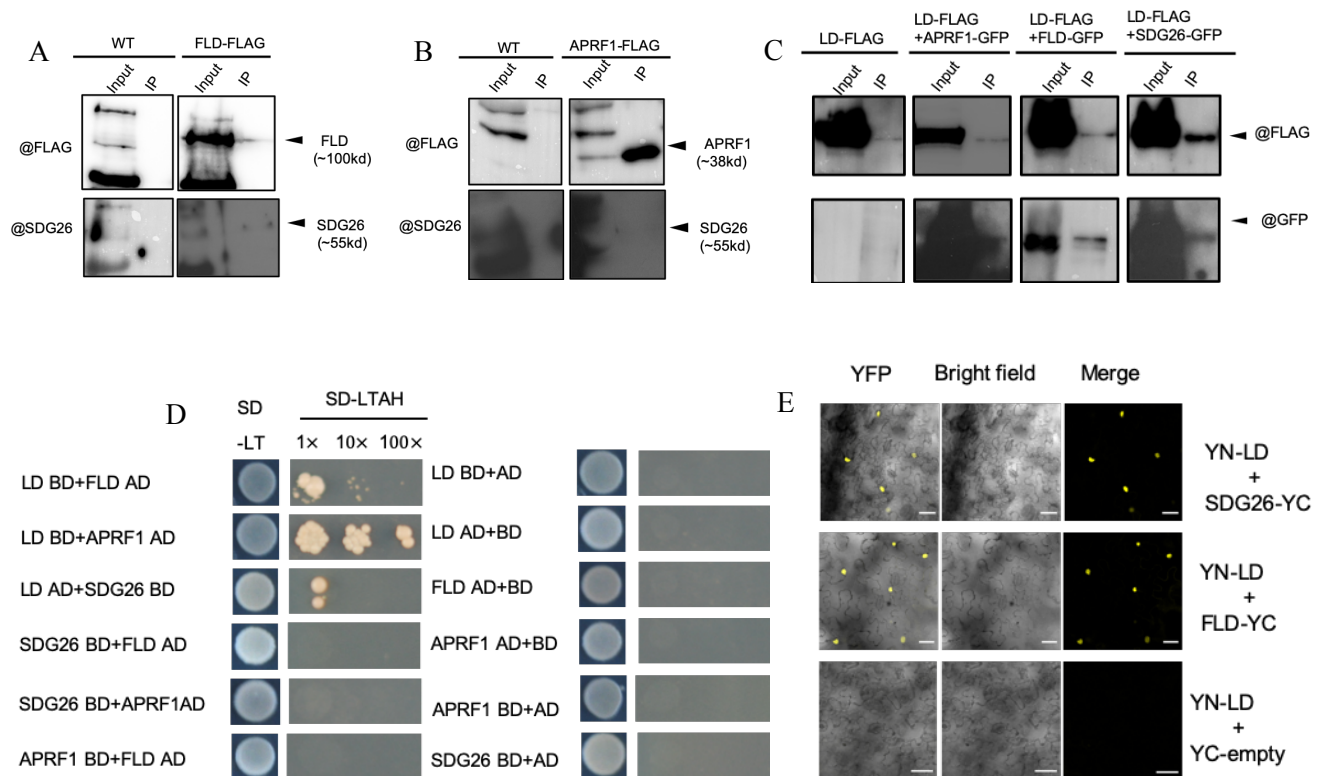 A
WT
FLD-FLAG
Input
IP
Input
IP
@FLAG
FLD
(~100kd)
@SDG26
SDG26
(~55kd)
B
WT
APRF1-FLAG
Input
IP
Input
IP
@FLAG
APRF1
(~38kd)
@SDG26
SDG26
(~55kd)
C
LD-FLAG
LD-FLAG
+APRF1-GFP
LD-FLAG
+FLD-GFP
LD-FLAG
+SDG26-GFP
Input
IP
Input
IP
Input
IP
Input
IP
@FLAG
@GFP
D
SD
-LT
SD-LTAH
1×
10×
100×
LD BD+FLD AD
LD BD+APRF1 AD
LD AD+SDG26 BD
SDG26 BD+FLD AD
SDG26 BD+APRF1AD
APRF1 BD+FLD AD
LD BD+AD
LD AD+BD
FLD AD+BD
APRF1 AD+BD
APRF1 BD+AD
SDG26 BD+AD
E
YFP
Bright field
Merge
YN-LD
+
SDG26-YC
YN-LD
+
FLD-YC
YN-LD
+
YC-empty